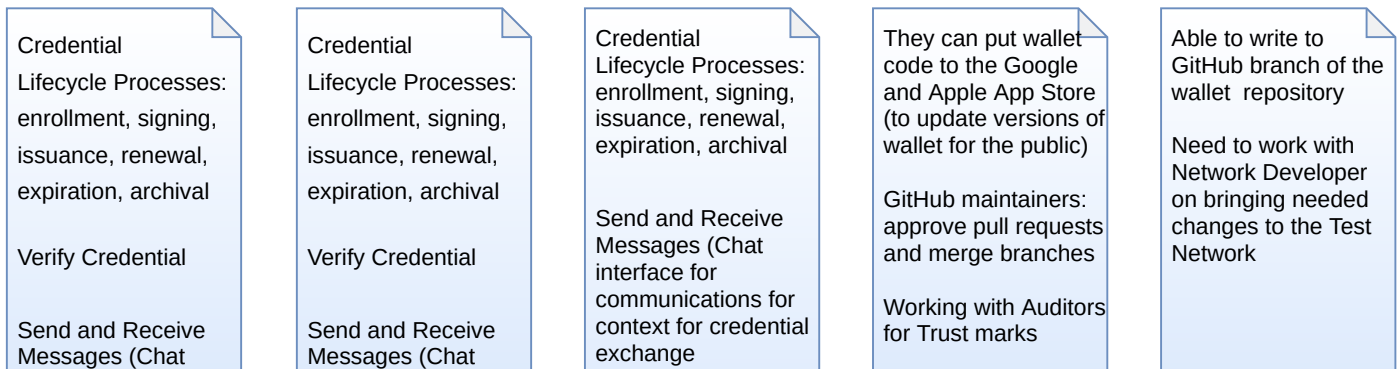 Credential
Lifecycle Processes:
enrollment, signing,
issuance, renewal,
expiration, archival
Verify Credential
Send and Receive
Messages (Chat
Credential
Lifecycle Processes:
enrollment, signing,
issuance, renewal,
expiration, archival
Verify Credential
Send and Receive
Messages (Chat
Credential
Lifecycle Processes:
enrollment, signing,
issuance, renewal,
expiration, archival
Send and Receive
Messages (Chat
interface for
communications for
context for credential
exchange
They can put wallet
code to the Google
and Apple App Store
(to update versions of
wallet for the public)
GitHub maintainers:
approve pull requests
and merge branches
Working with Auditors
for Trust marks
Able to write to
GitHub branch of the
wallet repository
Need to work with
Network Developer
on bringing needed
changes to the Test
Network